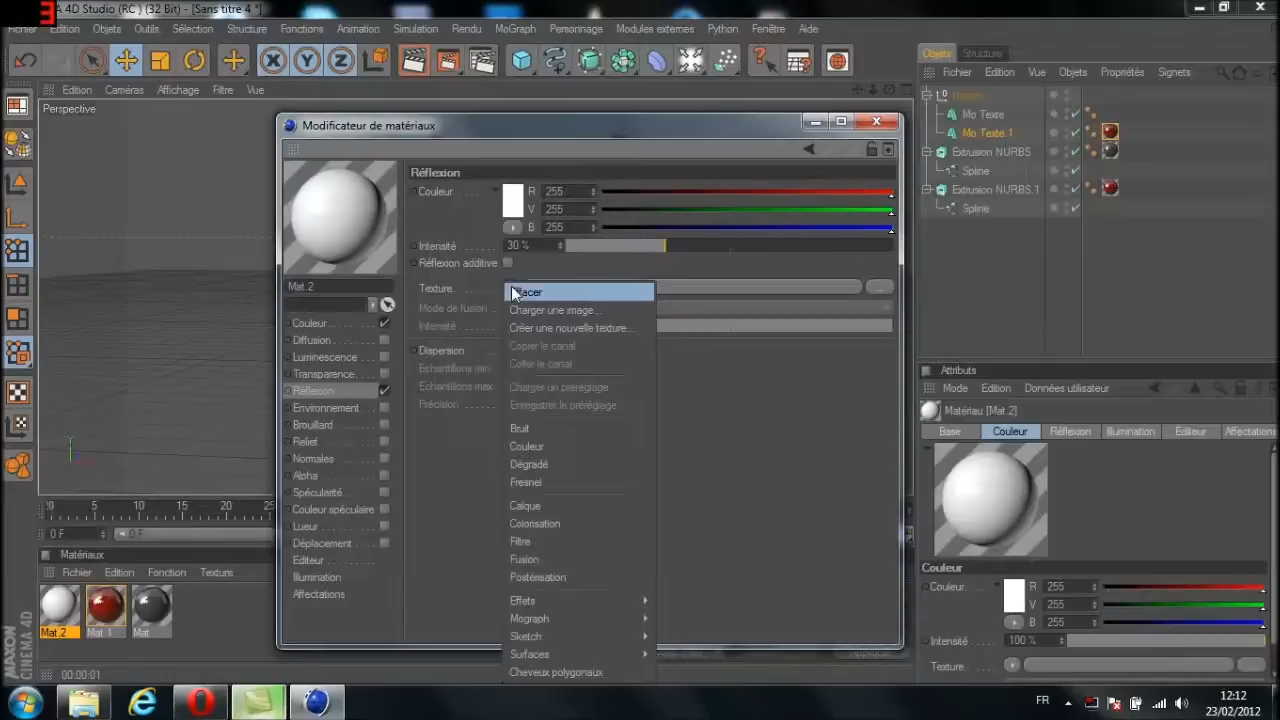 3
A 4D Studio (RC ) (32 Bit) - [Sans titre 4 *]
Fichier Edition Objets Outils Sélection Structure Fonctions Animation Simulation Rendu MoGraph Personnage Modules externes Python Fenêtre Aide
Edition Caméras Affichage Filtre Vue
Perspective
Objets Structure
Fichier Edition Vue Objets Propriétés Signets
Mo Texte
Mo Texte.1
Extrusion NURBS
Spline
Extrusion NURBS.1
Spline
Modificateur de matériaux
Réflexion
Couleur R 255
V 255
B 255
Intensité 30 %
Réflexion additive
Texture
Mode de fusion
Intensité
Dispersion
Echantillons min
Echantillons max
Précision
Mat.2
Couleur
Diffusion
Luminescence
Transparence
Réflexion
Environnement
Brouillard
Relief
Normales
Alpha
Spécularité
Couleur spéculaire
Lueur
Déplacement
Editeur
Illumination
Affectations
Charger une image...
Créer une nouvelle texture...
Copier le canal
Coller le canal
Charger un préréglage
Enregistrer le préréglage
Bruit
Couleur
Dégradé
Fresnel
Calque
Colorisation
Filtre
Fusion
Postérisation
Effets
Mograph
Sketch
Surfaces
Cheveux polygonaux
Attributs
Mode Edition Données utilisateur
Matériau [Mat.2]
Base Couleur Réflexion Illumination Editeur Affectations
Couleur
Couleur R 255
V 255
B 255
Intensité 100 %
Texture
5 10 15 20 25
0 F 0 F
Matériaux
Fichier Edition Fonction Texture
Mat.2 Mat.1 Mat
MAXON
CINEMA 4D
00:00:01
FR
12:12
23/02/2012